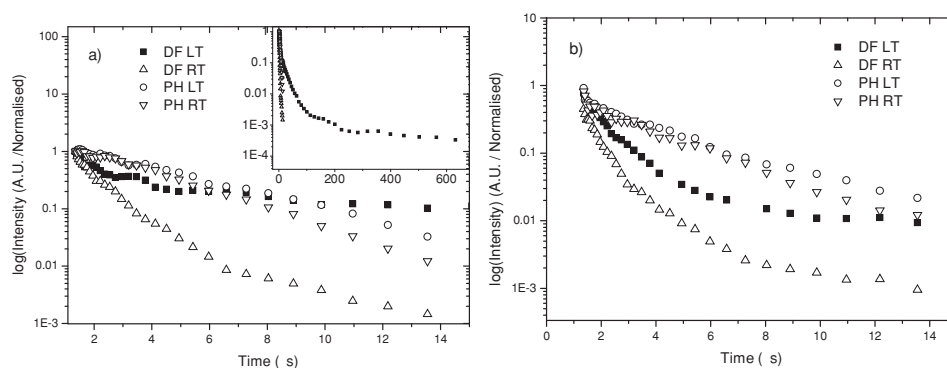 a)
DF LT
DF RT
PH LT
PH RT
log(Intensity (A.U. /Normalised)
100
10
1
0.1
0.01
1E-3
2 4 6 8 10 12 14
Time ( s)
1
0.1
0.01
1E-3
1E-4
0 200 400 600
b)
DF LT
DF RT
PH LT
PH RT
log(Intensity) (A.U. / Normalised)
10
1
0.1
0.01
1E-3
0 2 4 6 8 10 12 14
Time ( s)